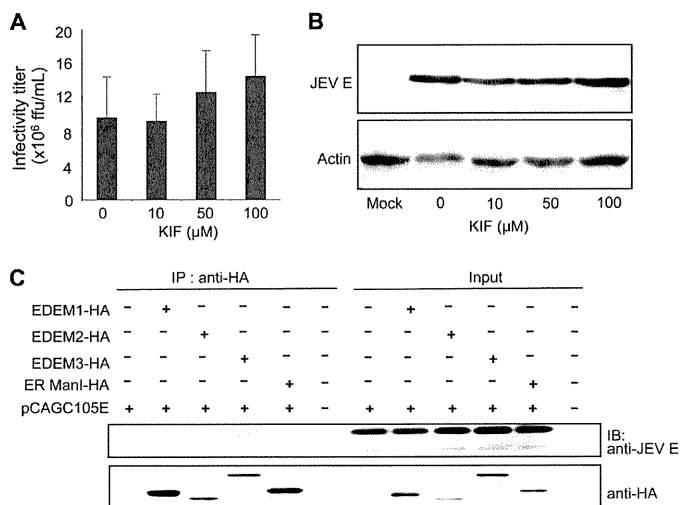 A
Infectivity titer
(x10⁶ ffu/mL)
20
16
12
8
4
0
0 10 50 100
KIF (µM)
B
JEV E
Actin
Mock 0 10 50 100
KIF (µM)
C
IP : anti-HA Input
EDEM1-HA − + − − − − − + − − − −
EDEM2-HA − − + − − − − − + − − −
EDEM3-HA − − − + − − − − − + − −
ER ManI-HA − − − − + − − − − − + −
pCAGC105E + + + + + − + + + + + −
IB:
anti-JEV E
anti-HA